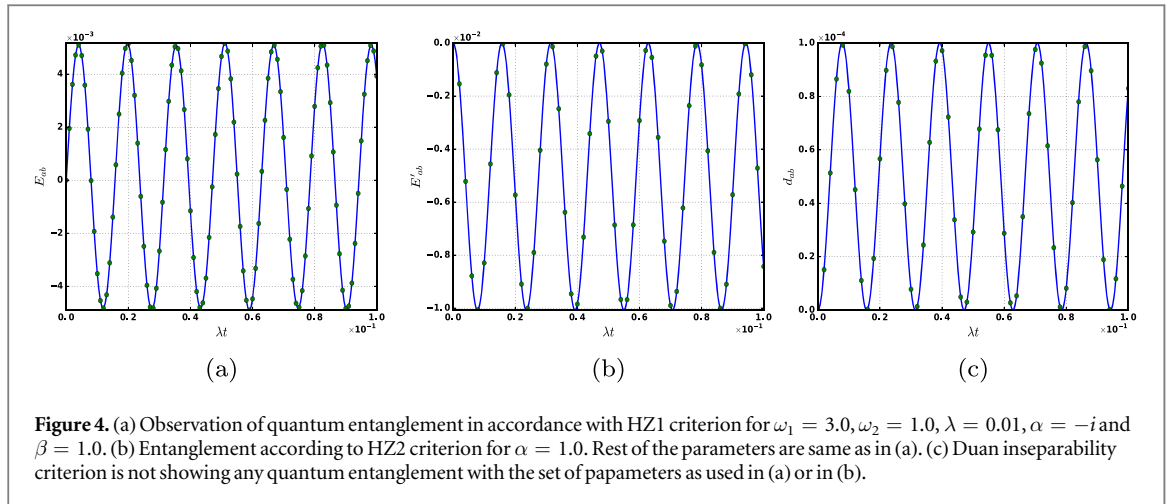 ×10⁻³
4
2
0
−2
−4
E_ab
0.0 0.2 0.4 0.6 0.8 1.0
×10⁻¹
λt
(a)
×10⁻²
0.0
−0.2
−0.4
−0.6
−0.8
−1.0
E′_ab
0.0 0.2 0.4 0.6 0.8 1.0
×10⁻¹
λt
(b)
×10⁻⁴
1.0
0.8
0.6
0.4
0.2
0.0
d_ab
0.0 0.2 0.4 0.6 0.8 1.0
×10⁻¹
λt
(c)
Figure 4. (a) Observation of quantum entanglement in accordance with HZ1 criterion for ω₁ = 3.0, ω₂ = 1.0, λ = 0.01, α = −i and
β = 1.0. (b) Entanglement according to HZ2 criterion for α = 1.0. Rest of the parameters are same as in (a). (c) Duan inseparability
criterion is not showing any quantum entanglement with the set of papameters as used in (a) or in (b).